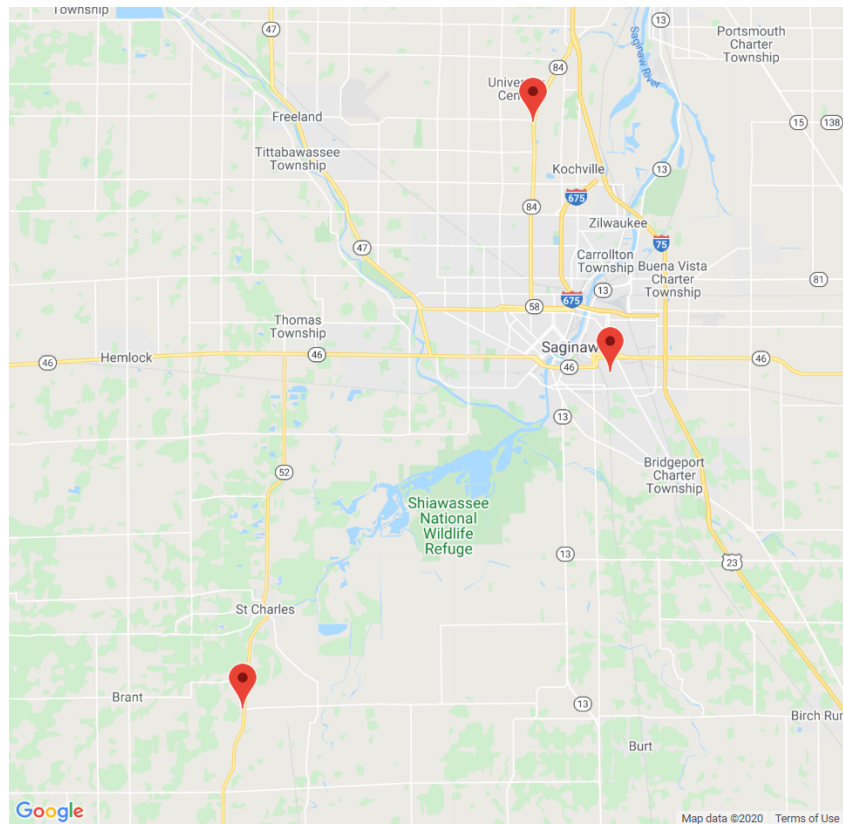 Township
47
13
Portsmouth
Charter
Township
Saginaw River
84
Freeland
15
138
Tittabawassee
Township
Kochville
13
675
84
Zilwaukee
47
Carrollton
Township
75
Buena Vista
Charter
Township
81
13
675
58
Thomas
Township
Hemlock
46
46
46
46
13
52
Bridgeport
Charter
Township
Shiawassee
National
Wildlife
Refuge
13
23
St Charles
Brant
13
Burt
Google
Map data ©2020
Terms of Use